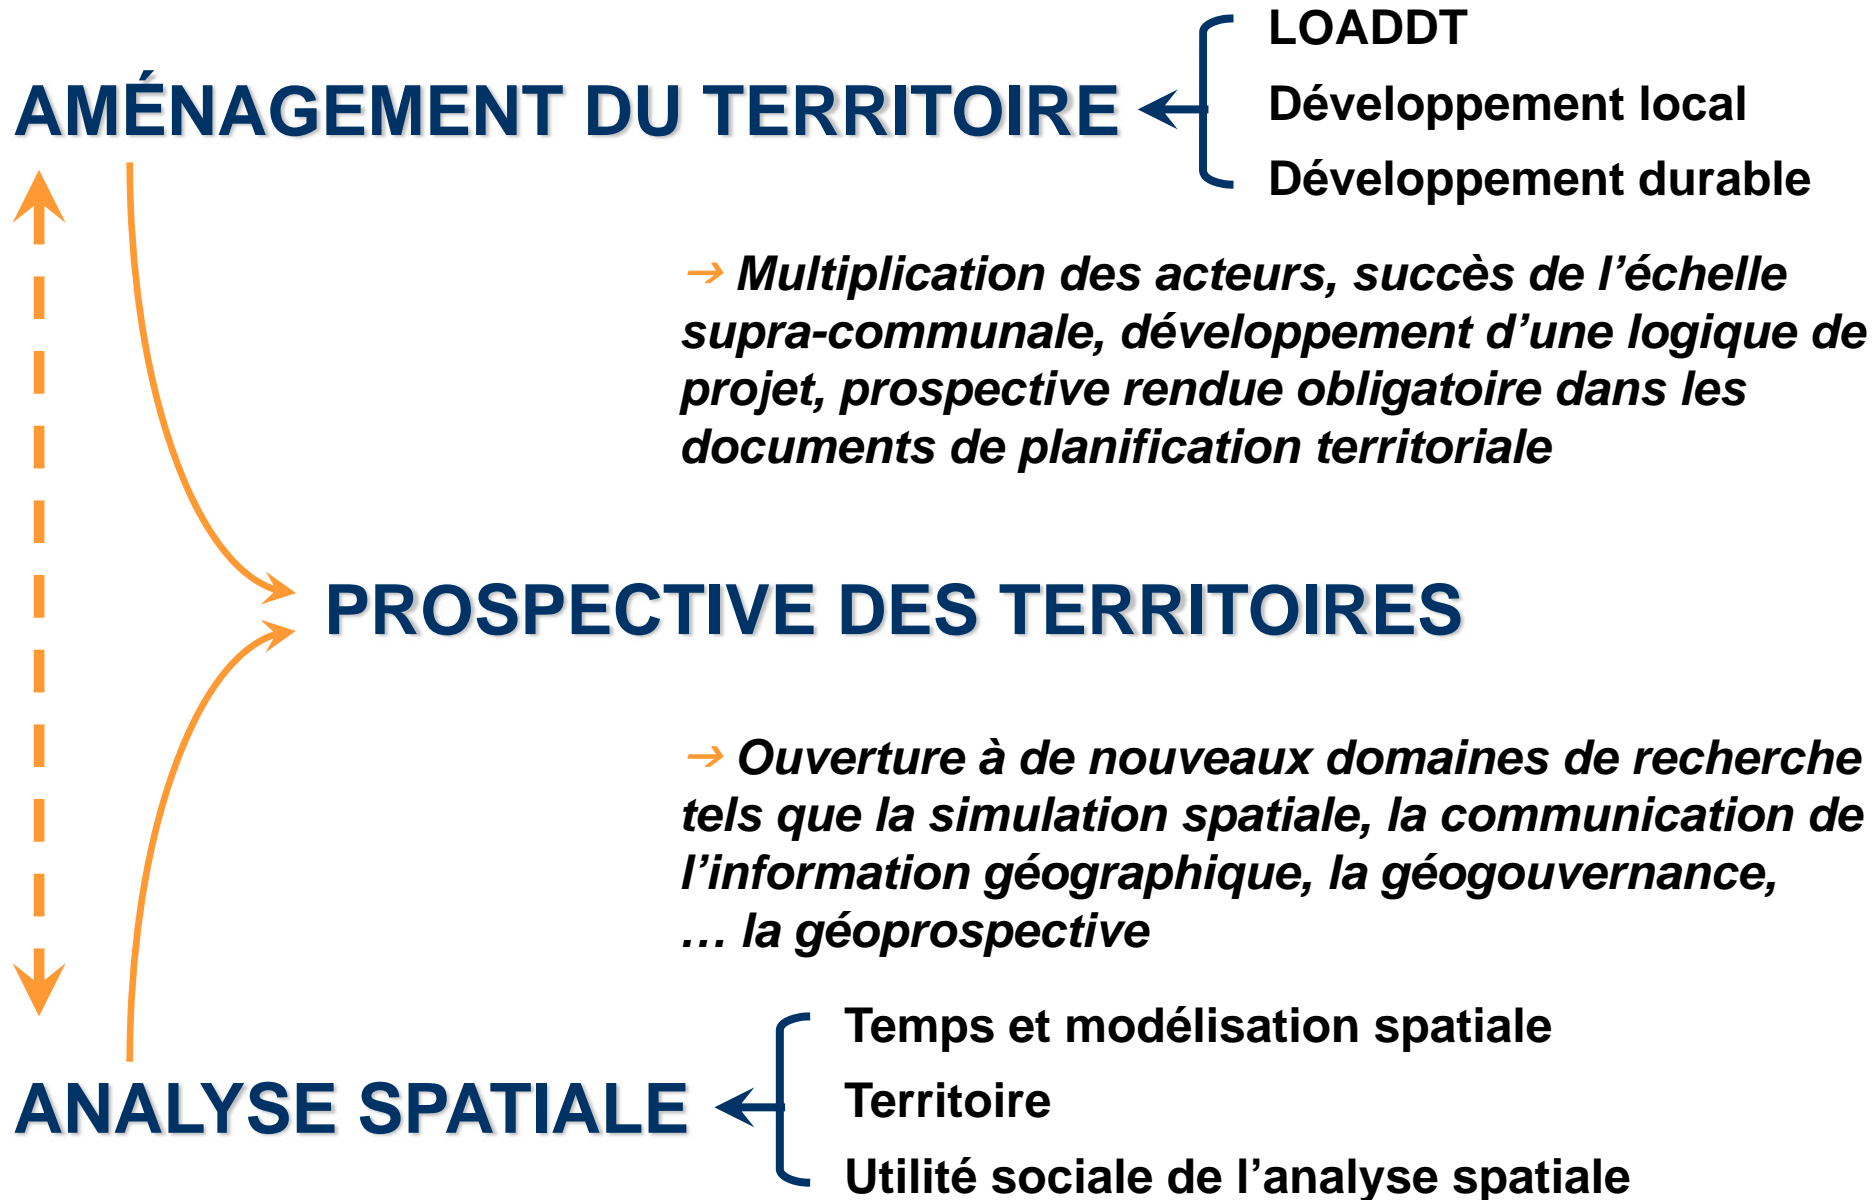 LOADDT
AMÉNAGEMENT DU TERRITOIRE
Développement local
Développement durable
→ Multiplication des acteurs, succès de l’échelle
supra-communale, développement d’une logique de
projet, prospective rendue obligatoire dans les
documents de planification territoriale
PROSPECTIVE DES TERRITOIRES
→ Ouverture à de nouveaux domaines de recherche
tels que la simulation spatiale, la communication de
l’information géographique, la géogouvernance,
… la géoprospective
Temps et modélisation spatiale
ANALYSE SPATIALE
Territoire
Utilité sociale de l’analyse spatiale